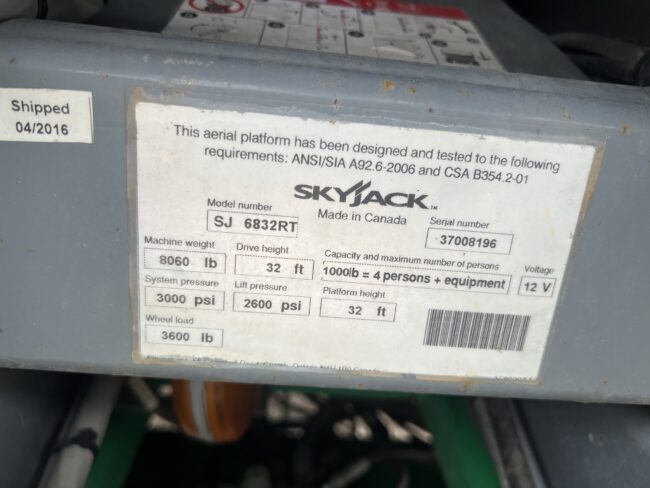 Shipped
04/2016
This aerial platform has been designed and tested to the following
requirements: ANSI/SIA A92.6-2006 and CSA B354.2-01
SKYJACK™
Made in Canada
Model number
SJ 6832RT
Serial number
37008196
Machine weight
8060 lb
Drive height
32 ft
Capacity and maximum number of persons
1000lb = 4 persons + equipment
Voltage
12 V
System pressure
3000 psi
Lift pressure
2600 psi
Platform height
32 ft
Wheel load
3600 lb